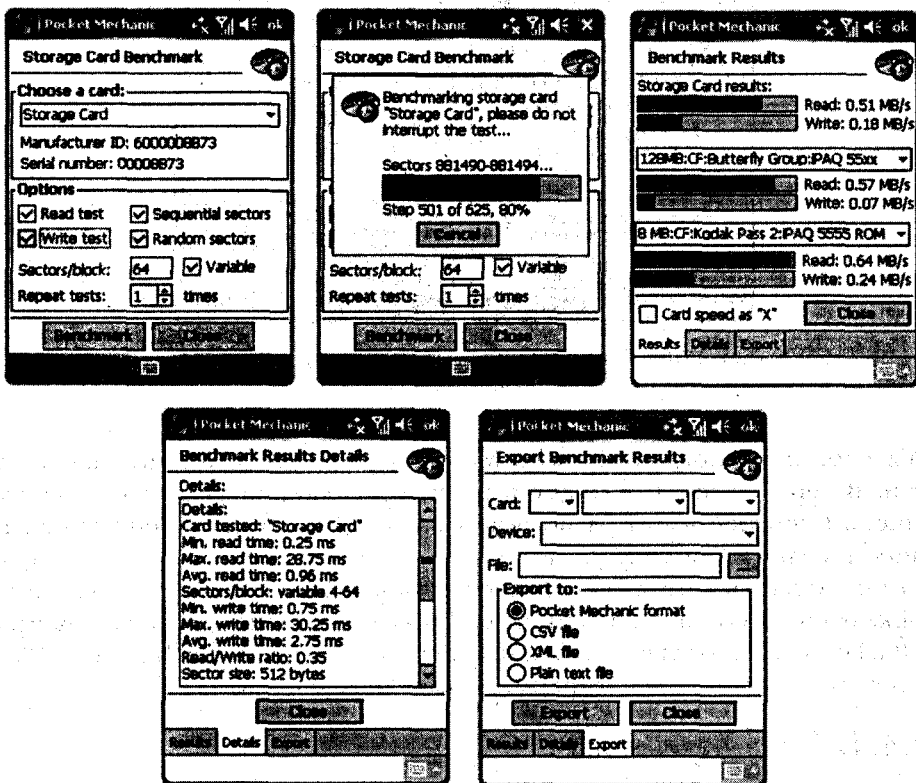 Pocket Mechanic ok
Storage Card Benchmark
Choose a card:
Storage Card
Manufacturer ID: 6000008B73
Serial number: 00008B73
Options
Read test
Sequential sectors
Write test
Random sectors
Sectors/block: 64 Variable
Repeat tests: 1 times
Benchmark Close
Pocket Mechanic
Storage Card Benchmark
Benchmarking storage card
"Storage Card", please do not
interrupt the test...
Sectors 881490-881494...
Step 501 of 625, 80%
Cancel
Sectors/block: 64 Variable
Repeat tests: 1 times
Benchmark Close
Pocket Mechanic ok
Benchmark Results
Storage Card results:
Read: 0.51 MB/s
Write: 0.18 MB/s
128MB:CF:Butterfly Group:iPAQ 55xx
Read: 0.57 MB/s
Write: 0.07 MB/s
8 MB:CF:Kodak Pass 2:iPAQ 5555 ROM
Read: 0.64 MB/s
Write: 0.24 MB/s
Card speed as "X" Close
Results Details Export
Pocket Mechanic ok
Benchmark Results Details
Details:
Details:
Card tested: "Storage Card"
Min. read time: 0.25 ms
Max. read time: 28.75 ms
Avg. read time: 0.96 ms
Sectors/block: variable 4-64
Min. write time: 0.75 ms
Max. write time: 30.25 ms
Avg. write time: 2.75 ms
Read/Write ratio: 0.35
Sector size: 512 bytes
Close
Results Details Export
Pocket Mechanic ok
Export Benchmark Results
Card:
Device:
File:
Export to:
Pocket Mechanic format
CSV file
XML file
Plain text file
Export Close
Results Details Export